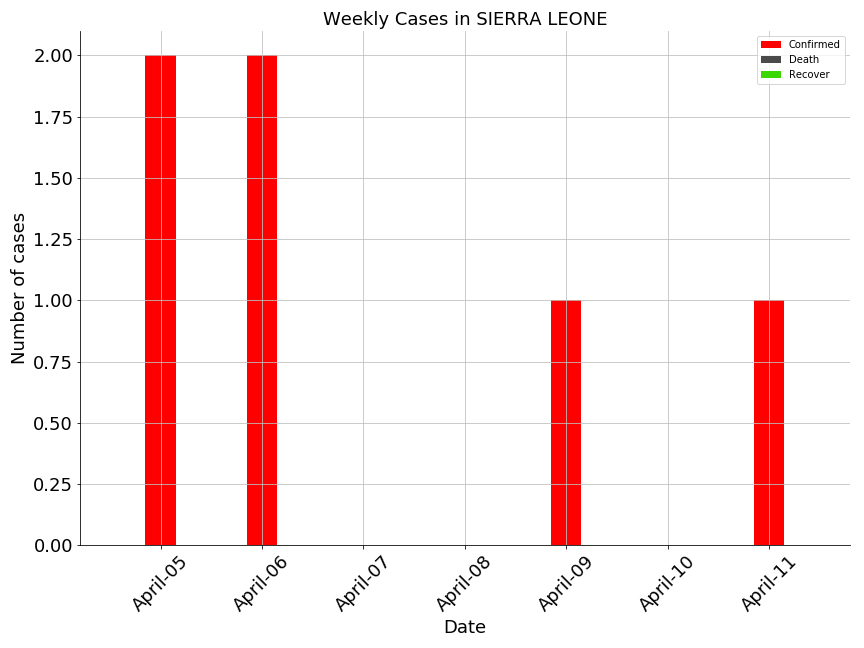 Weekly Cases in SIERRA LEONE
Confirmed
Death
Recover
2.00
1.75
1.50
1.25
1.00
0.75
0.50
0.25
0.00
Number of cases
April-05
April-06
April-07
April-08
April-09
April-10
April-11
Date